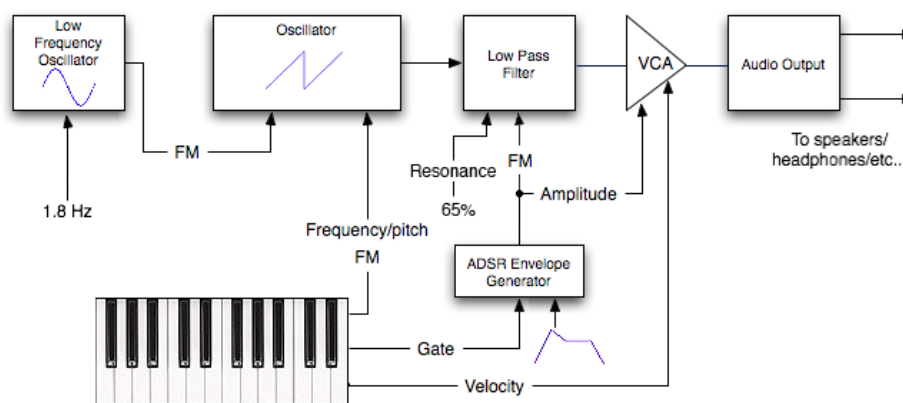 Low
Frequency
Oscillator
Oscillator
Low Pass
Filter
VCA
Audio Output
FM
To speakers/
headphones/etc..
Resonance
FM
65%
Amplitude
1.8 Hz
Frequency/pitch
FM
ADSR Envelope
Generator
Gate
Velocity